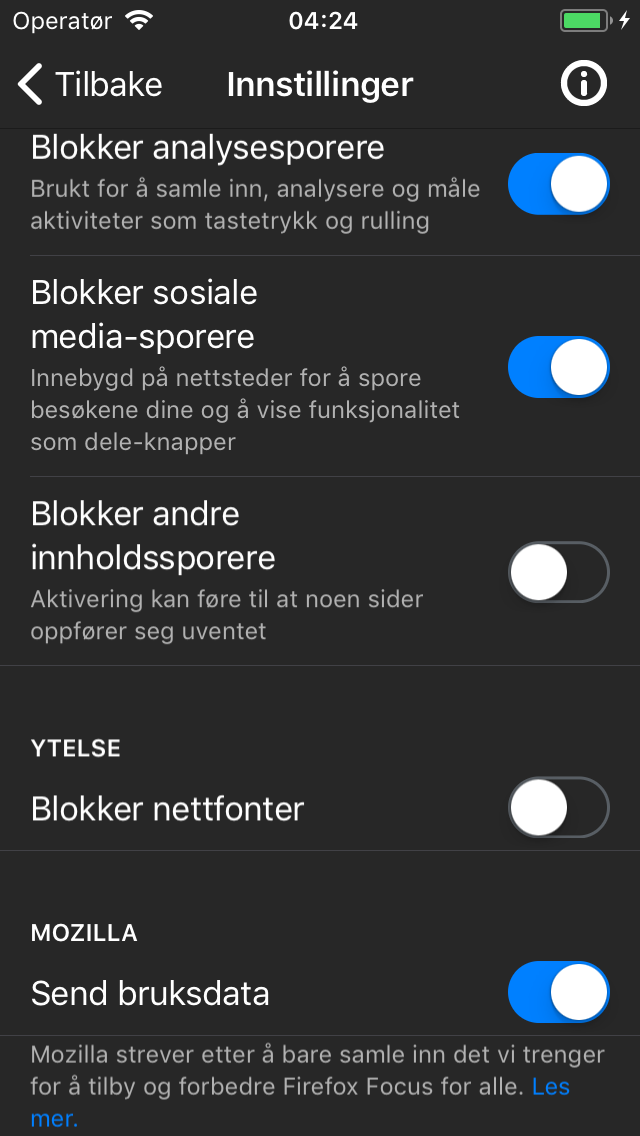 Operatør 04:24
Tilbake Innstillinger
Blokker analysesporere
Brukt for å samle inn, analysere og måle
aktiviteter som tastetrykk og rulling
Blokker sosiale
media-sporere
Innebygd på nettsteder for å spore
besøkene dine og å vise funksjonalitet
som dele-knapper
Blokker andre
innholdssporere
Aktivering kan føre til at noen sider
oppfører seg uventet
YTELSE
Blokker nettfonter
MOZILLA
Send bruksdata
Mozilla strever etter å bare samle inn det vi trenger
for å tilby og forbedre Firefox Focus for alle. Les
mer.